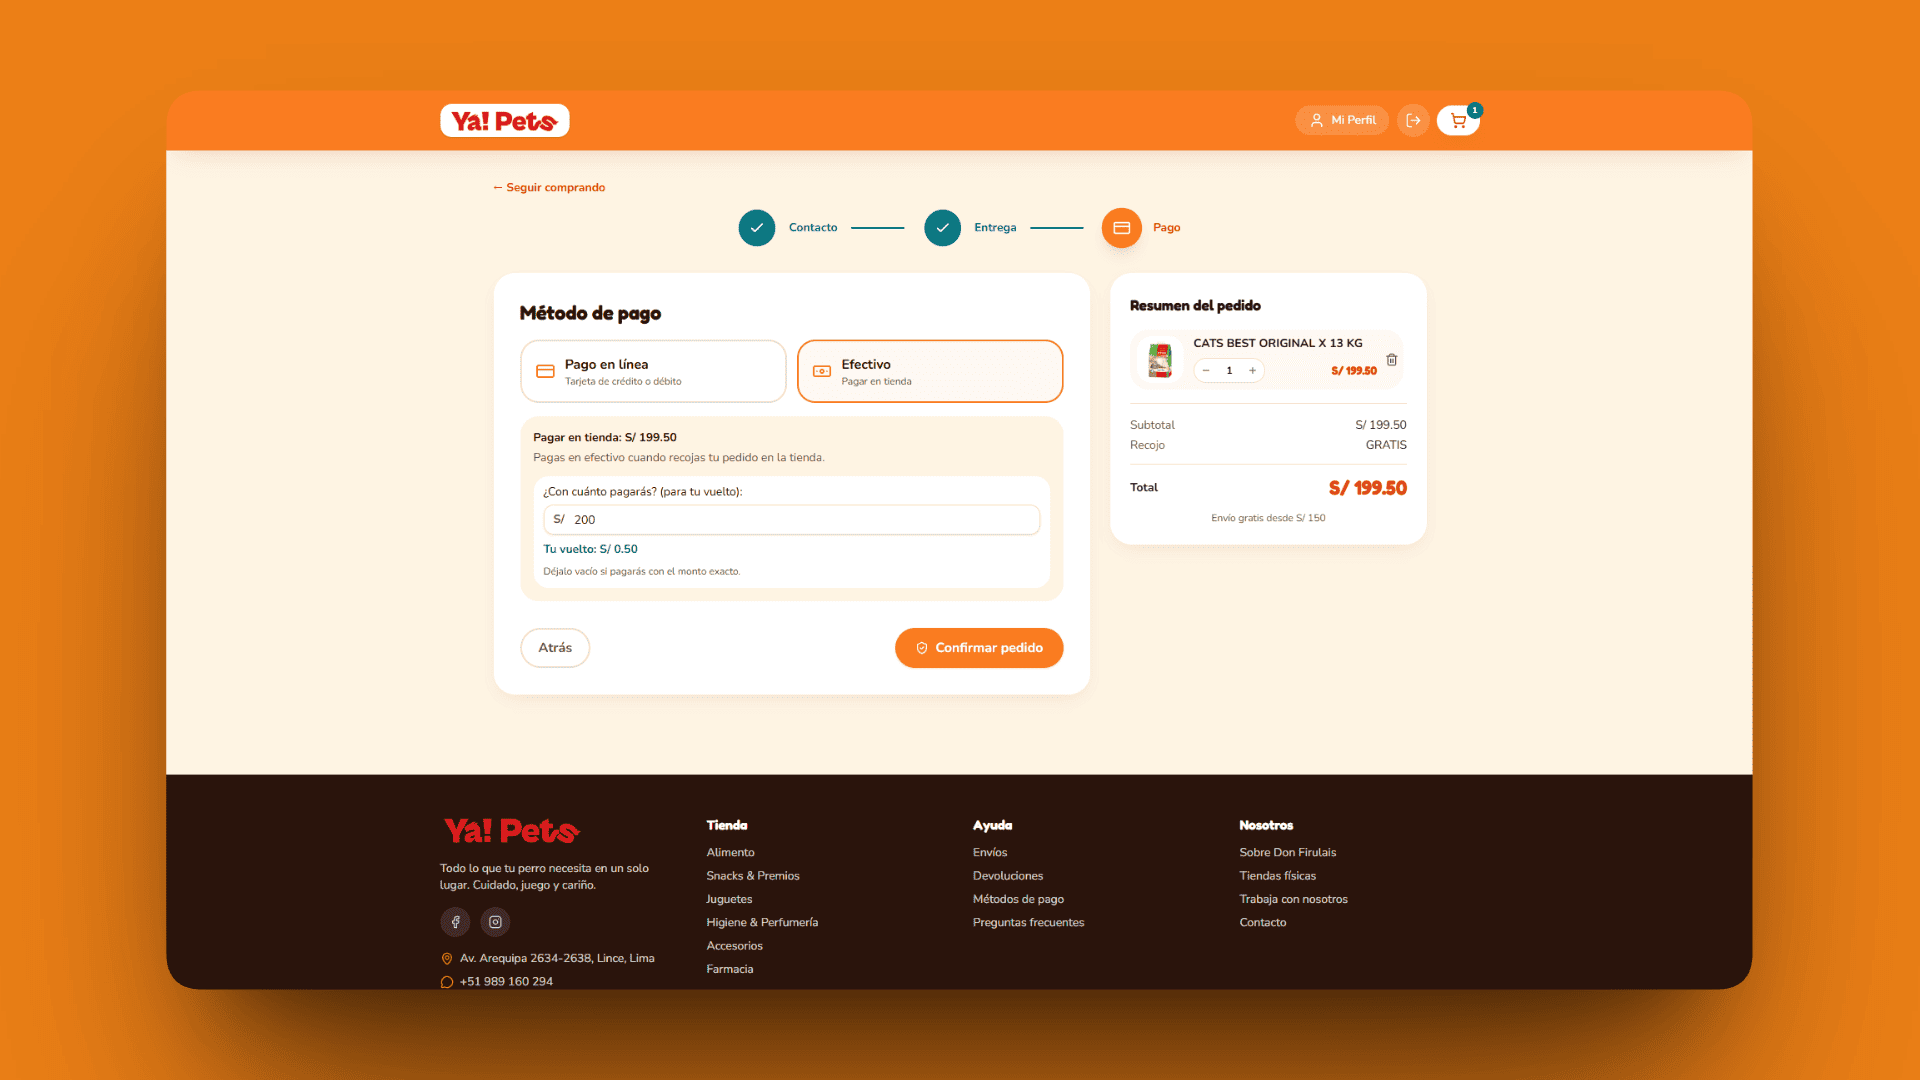 Ya! Pets
Mi Perfil
1
← Seguir comprando
Contacto
Entrega
Pago
Método de pago
Pago en línea
Tarjeta de crédito o débito
Efectivo
Pagar en tienda
Pagar en tienda: S/ 199.50
Pagas en efectivo cuando recojas tu pedido en la tienda.
¿Con cuánto pagarás? (para tu vuelto):
S/ 200
Tu vuelto: S/ 0.50
Déjalo vacío si pagarás con el monto exacto.
Atrás
Confirmar pedido
Resumen del pedido
CATS BEST ORIGINAL X 13 KG
− 1 +
S/ 199.50
Subtotal S/ 199.50
Recojo GRATIS
Total S/ 199.50
Envío gratis desde S/ 150
Ya! Pets
Todo lo que tu perro necesita en un solo
lugar. Cuidado, juego y cariño.
Av. Arequipa 2634-2638, Lince, Lima
+51 989 160 294
Tienda
Alimento
Snacks & Premios
Juguetes
Higiene & Perfumería
Accesorios
Farmacia
Ayuda
Envíos
Devoluciones
Métodos de pago
Preguntas frecuentes
Nosotros
Sobre Don Firulais
Tiendas físicas
Trabaja con nosotros
Contacto